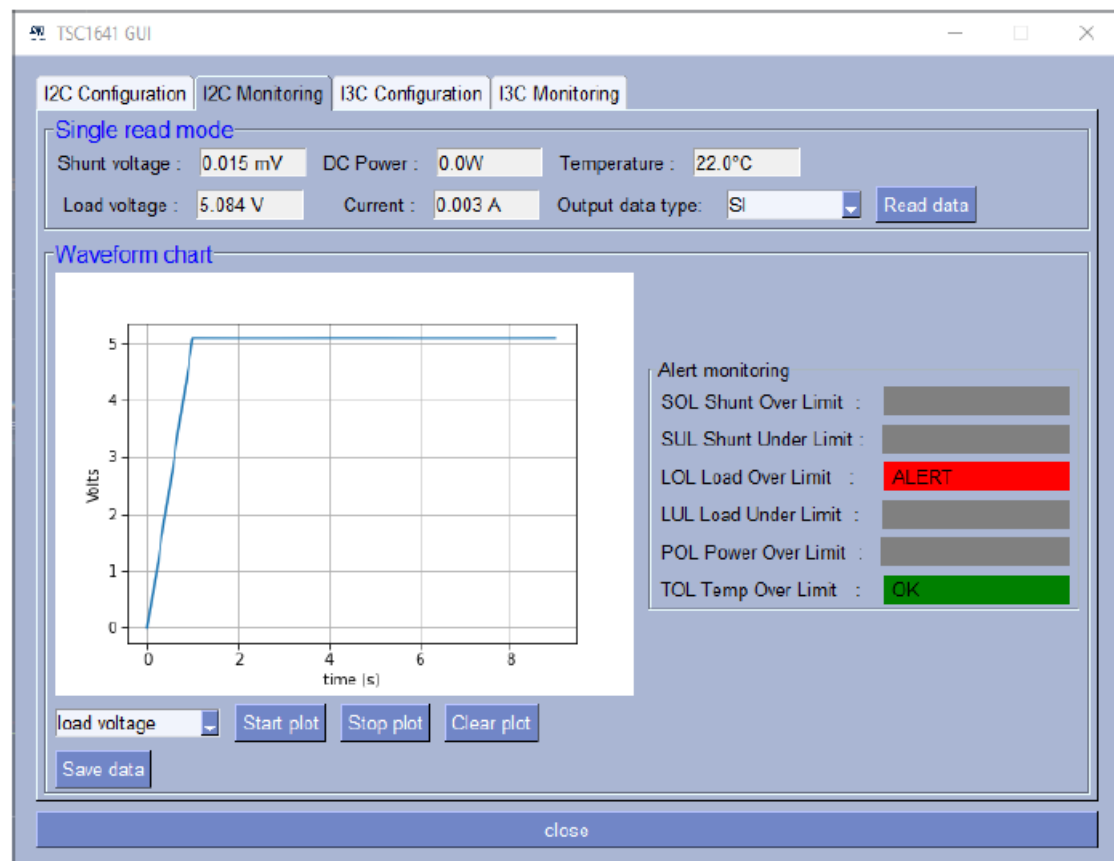 TSC1641 GUI
I2C Configuration I2C Monitoring I3C Configuration I3C Monitoring
Single read mode
Shunt voltage : 0.015 mV DC Power : 0.0W Temperature : 22.0°C
Load voltage : 5.084 V Current : 0.003 A Output data type: SI Read data
Waveform chart
5
4
3
2
1
0
Volts
0 2 4 6 8
time (s)
Alert monitoring
SOL Shunt Over Limit :
SUL Shunt Under Limit :
LOL Load Over Limit : ALERT
LUL Load Under Limit :
POL Power Over Limit :
TOL Temp Over Limit : OK
load voltage Start plot Stop plot Clear plot
Save data
close